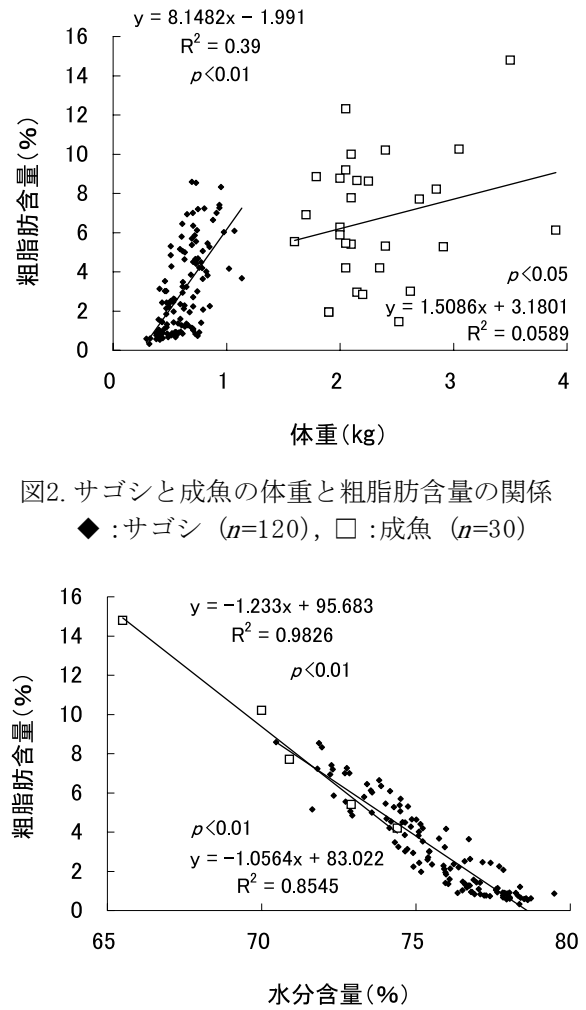 y = 8.1482x − 1.991
R² = 0.39
p<0.01
16
14
12
10
8
6
4
2
0
粗脂肪含量(%)
p<0.05
y = 1.5086x + 3.1801
R² = 0.0589
0 1 2 3 4
体重(kg)
図2. サゴシと成魚の体重と粗脂肪含量の関係
◆ :サゴシ (n=120), □ :成魚 (n=30)
16
14
12
10
8
6
4
2
0
粗脂肪含量(%)
y = −1.233x + 95.683
R² = 0.9826
p<0.01
p<0.01
y = −1.0564x + 83.022
R² = 0.8545
65 70 75 80
水分含量(%)